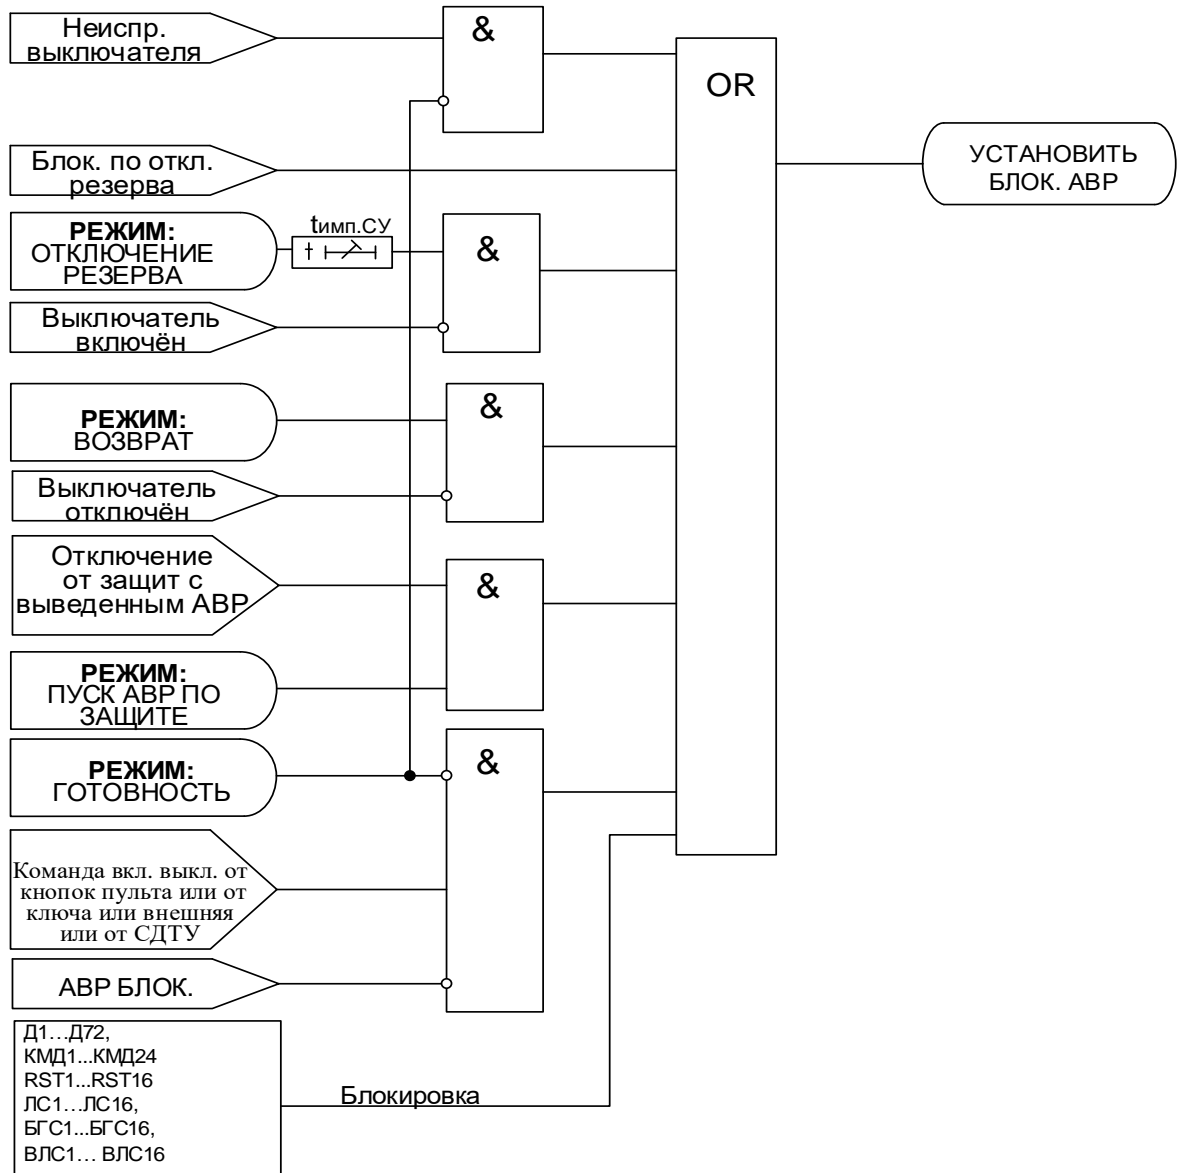 Неиспр.
выключателя
&
OR
Блок. по откл.
резерва
УСТАНОВИТЬ
БЛОК. АВР
РЕЖИМ:
ОТКЛЮЧЕНИЕ
РЕЗЕРВА
tимп.СУ
&
Выключатель
включён
РЕЖИМ:
ВОЗВРАТ
&
Выключатель
отключён
Отключение
от защит с
выведенным АВР
&
РЕЖИМ:
ПУСК АВР ПО
ЗАЩИТЕ
РЕЖИМ:
ГОТОВНОСТЬ
&
Команда вкл. выкл. от
кнопок пульта или от
ключа или внешняя
или от СДТУ
АВР БЛОК.
Д1…Д72,
КМД1...КМД24
RST1...RST16
ЛС1…ЛС16,
БГС1...БГС16,
ВЛС1… ВЛС16
Блокировка